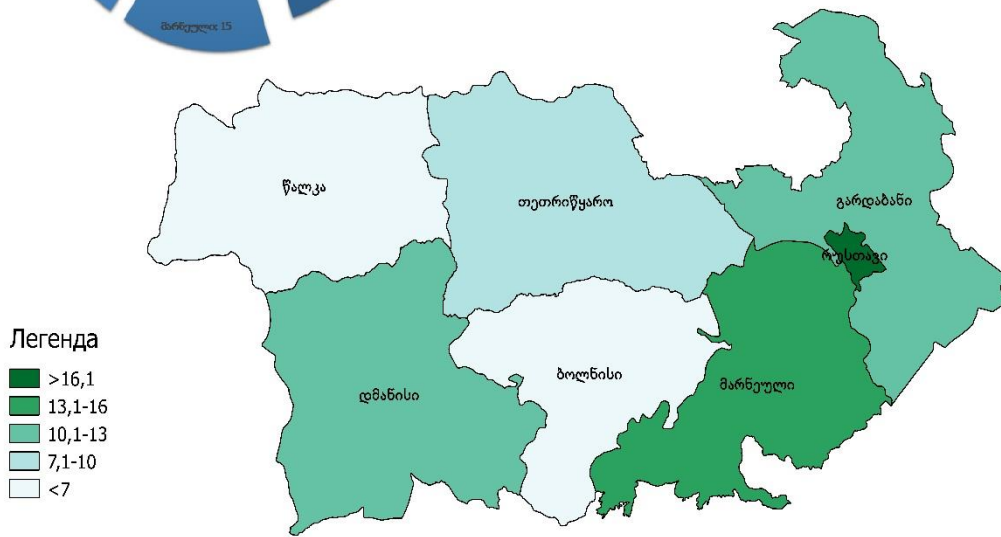 მარნეული: 15
წალკა
თეთრიწყარო
გარდაბანი
რუსთავი
ბოლნისი
მარნეული
დმანისი
Легенда
>16,1
13,1-16
10,1-13
7,1-10
<7